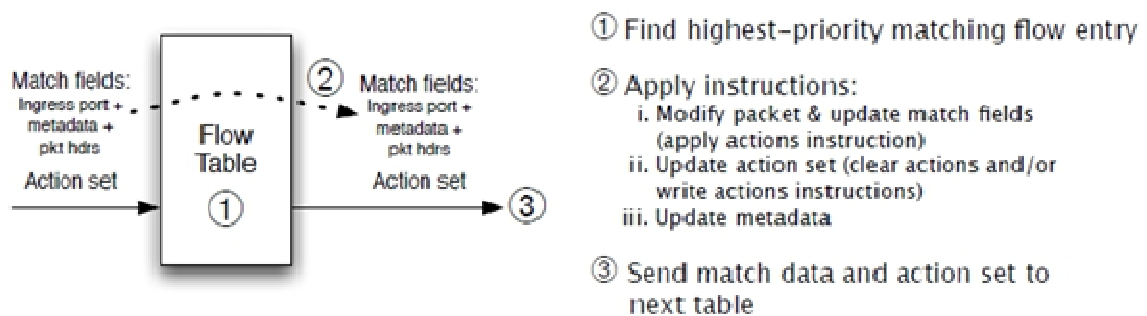 Match fields:
Ingress port +
metadata +
pkt hdrs
Action set
Flow
Table
①
②
Match fields:
Ingress port +
metadata +
pkt hdrs
Action set
③
① Find highest-priority matching flow entry
② Apply instructions:
i. Modify packet & update match fields
(apply actions instruction)
ii. Update action set (clear actions and/or
write actions instructions)
iii. Update metadata
③ Send match data and action set to
next table